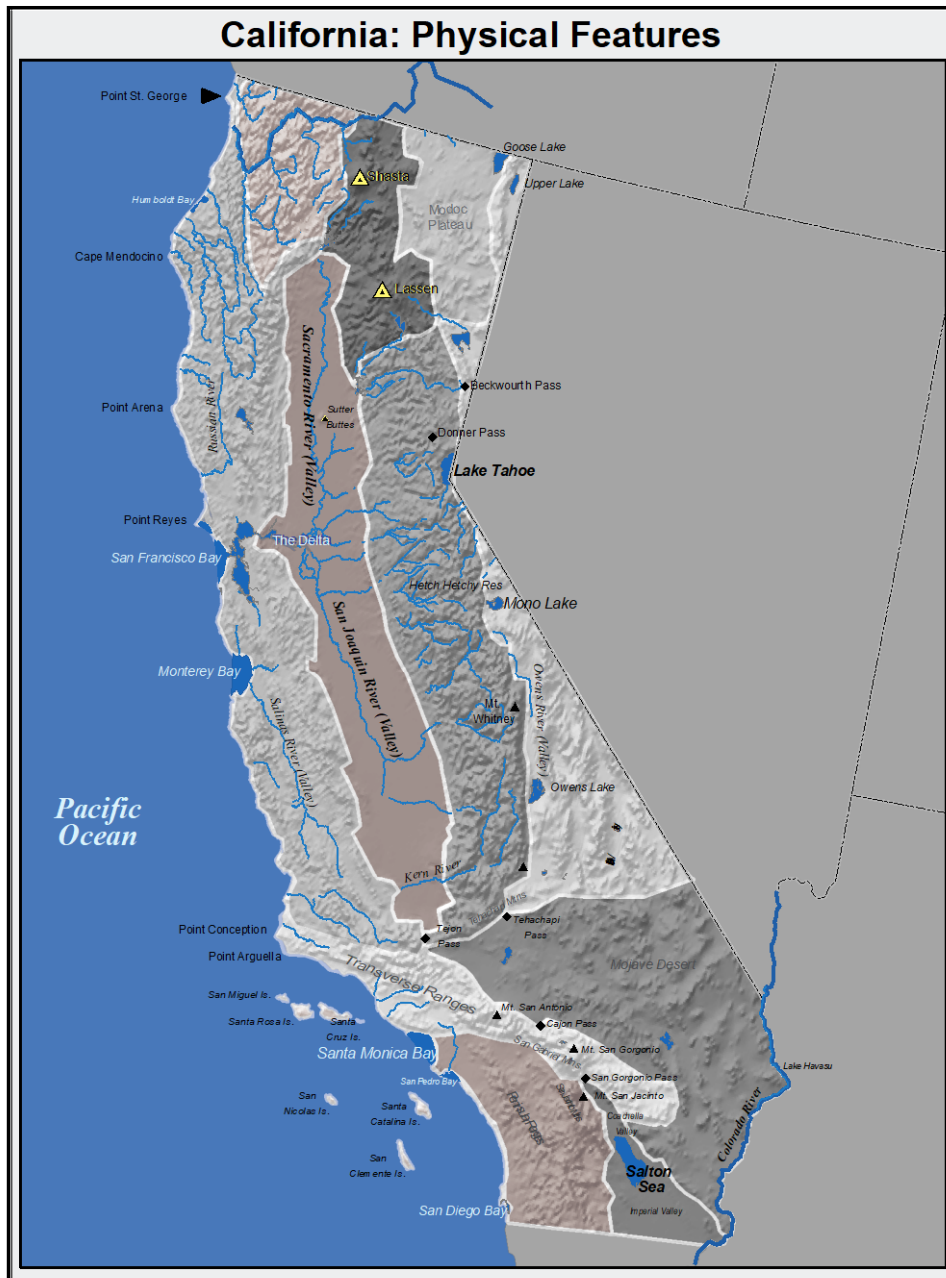 California: Physical Features
Point St. George
Goose Lake
Shasta
Upper Lake
Humboldt Bay
Modoc
Plateau
Cape Mendocino
Lassen
Sacramento River (Valley)
Beckwourth Pass
Point Arena
Russian River
Sutter
Buttes
Donner Pass
Lake Tahoe
Point Reyes
The Delta
San Francisco Bay
Hetch Hetchy Res
Mono Lake
San Joaquin River (Valley)
Monterey Bay
Owens River (Valley)
Salinas River (Valley)
Mt.
Whitney
Owens Lake
Pacific
Ocean
Kern River
Tehachapi
Pass
Point Conception
Tejon
Pass
Point Arguella
Mojave Desert
Transverse Ranges
San Miguel Is.
Santa Rosa Is.
Santa
Cruz Is.
Mt. San Antonio
Cajon Pass
Santa Monica Bay
San Gabriel Mtns
Mt. San Gorgonio
Lake Havasu
San Pedro Bay
San Gorgonio Pass
San
Nicolas Is.
Santa
Catalina Is.
Mt. San Jacinto
Coachella
Valley
Colorado River
San
Clemente Is.
Salton
Sea
San Diego Bay
Imperial Valley